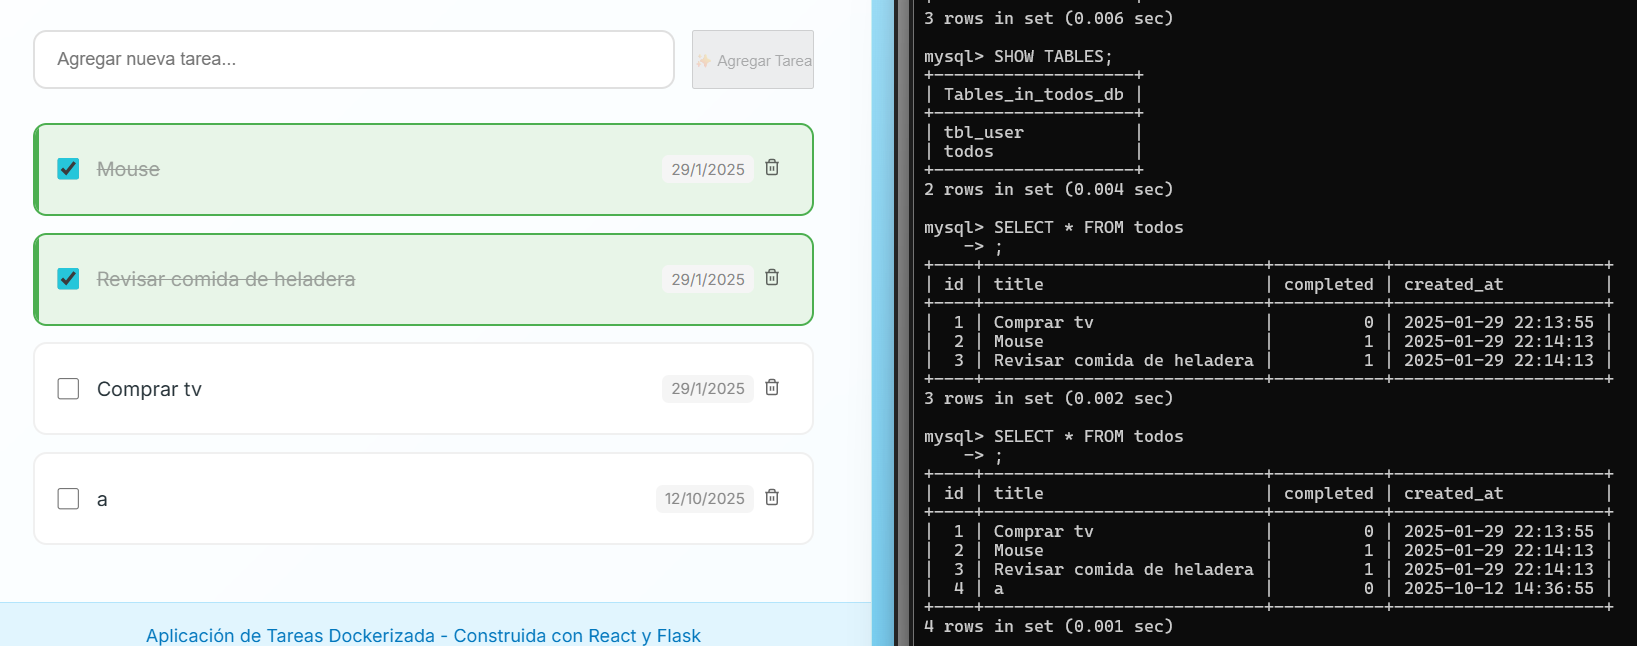 Agregar nueva tarea...
✨ Agregar Tarea
Mouse
29/1/2025
Revisar comida de heladera
29/1/2025
Comprar tv
29/1/2025
a
12/10/2025
Aplicación de Tareas Dockerizada - Construida con React y Flask
3 rows in set (0.006 sec)
mysql> SHOW TABLES;
+---------------------+
| Tables_in_todos_db |
+---------------------+
| tbl_user           |
| todos              |
+---------------------+
2 rows in set (0.004 sec)
mysql> SELECT * FROM todos
    -> ;
+----+----------------------------+-----------+---------------------+
| id | title                      | completed | created_at          |
+----+----------------------------+-----------+---------------------+
|  1 | Comprar tv                 |         0 | 2025-01-29 22:13:55 |
|  2 | Mouse                      |         1 | 2025-01-29 22:14:13 |
|  3 | Revisar comida de heladera |         1 | 2025-01-29 22:14:13 |
+----+----------------------------+-----------+---------------------+
3 rows in set (0.002 sec)
mysql> SELECT * FROM todos
    -> ;
+----+----------------------------+-----------+---------------------+
| id | title                      | completed | created_at          |
+----+----------------------------+-----------+---------------------+
|  1 | Comprar tv                 |         0 | 2025-01-29 22:13:55 |
|  2 | Mouse                      |         1 | 2025-01-29 22:14:13 |
|  3 | Revisar comida de heladera |         1 | 2025-01-29 22:14:13 |
|  4 | a                          |         0 | 2025-10-12 14:36:55 |
+----+----------------------------+-----------+---------------------+
4 rows in set (0.001 sec)